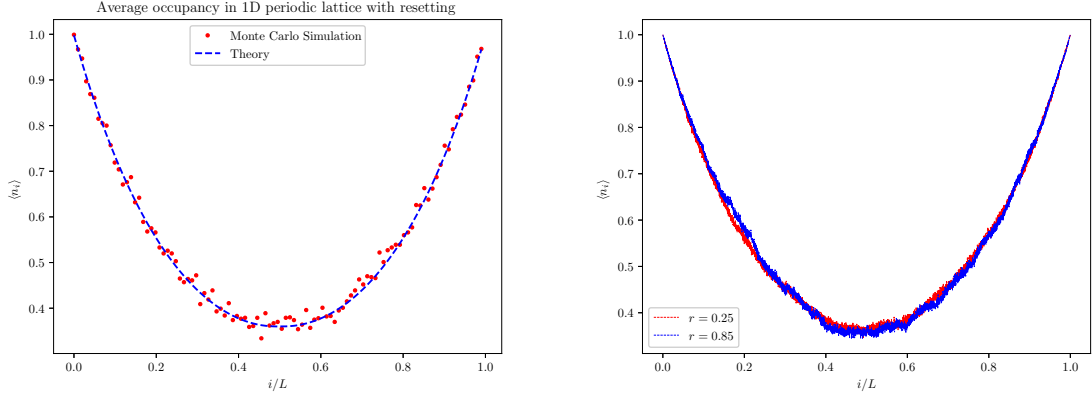 Average occupancy in 1D periodic lattice with resetting
Monte Carlo Simulation
Theory
1.0
0.9
0.8
0.7
0.6
0.5
0.4
⟨n_i⟩
0.0 0.2 0.4 0.6 0.8 1.0
i/L
1.0
0.9
0.8
0.7
0.6
0.5
0.4
⟨n_i⟩
r = 0.25
r = 0.85
0.0 0.2 0.4 0.6 0.8 1.0
i/L